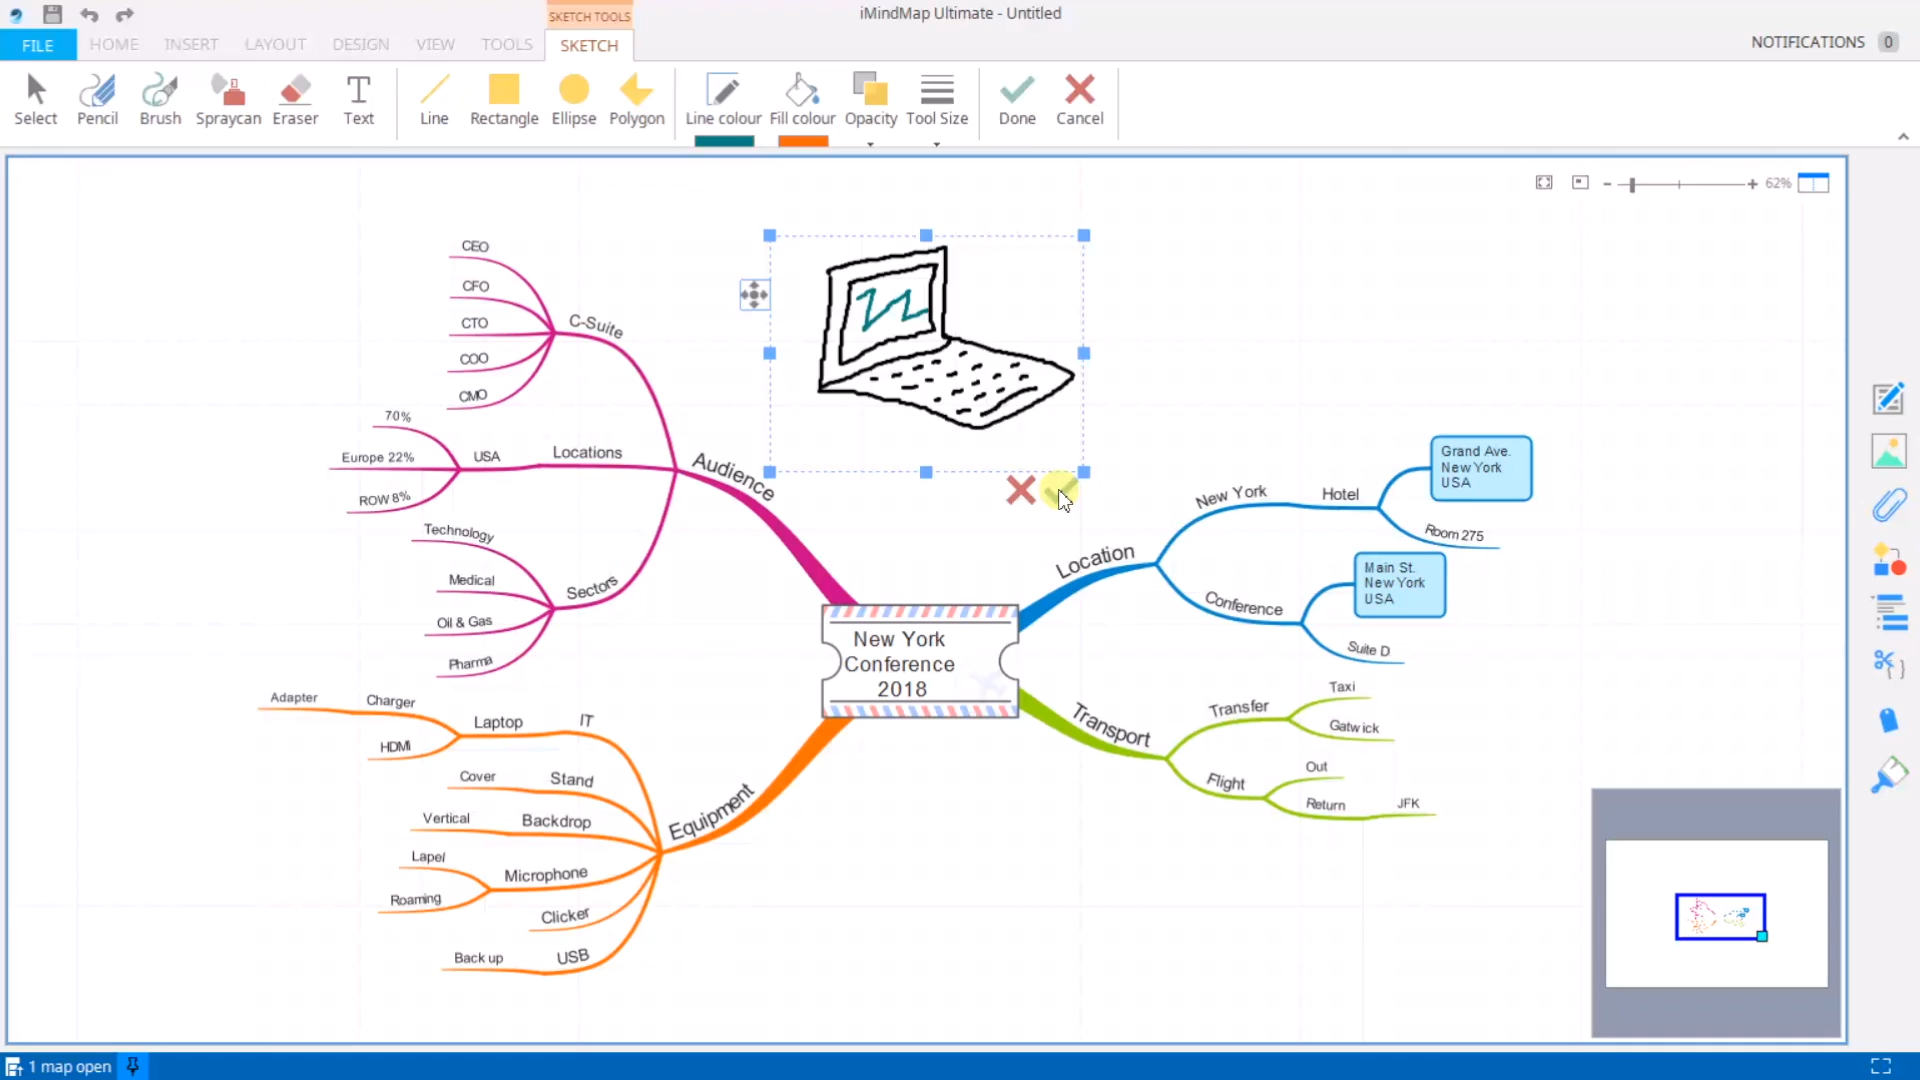 SKETCH TOOLS
iMindMap Ultimate - Untitled
FILE
HOME
INSERT
LAYOUT
DESIGN
VIEW
TOOLS
SKETCH
NOTIFICATIONS 0
Select
Pencil
Brush
Spraycan
Eraser
Text
Line
Rectangle
Ellipse
Polygon
Line colour
Fill colour
Opacity
Tool Size
Done
Cancel
62%
CEO
CFO
CTO
COO
CMO
C-Suite
70%
Europe 22%
ROW 8%
USA
Locations
Audience
Technology
Medical
Oil & Gas
Pharma
Sectors
Adapter
Charger
HDMI
Laptop
IT
Cover
Stand
Vertical
Backdrop
Lapel
Roaming
Microphone
Clicker
Back up
USB
Equipment
New York
Conference
2018
Location
New York
Hotel
Grand Ave.
New York
USA
Room 275
Conference
Main St.
New York
USA
Suite D
Transport
Transfer
Taxi
Gatwick
Flight
Out
Return
JFK
1 map open